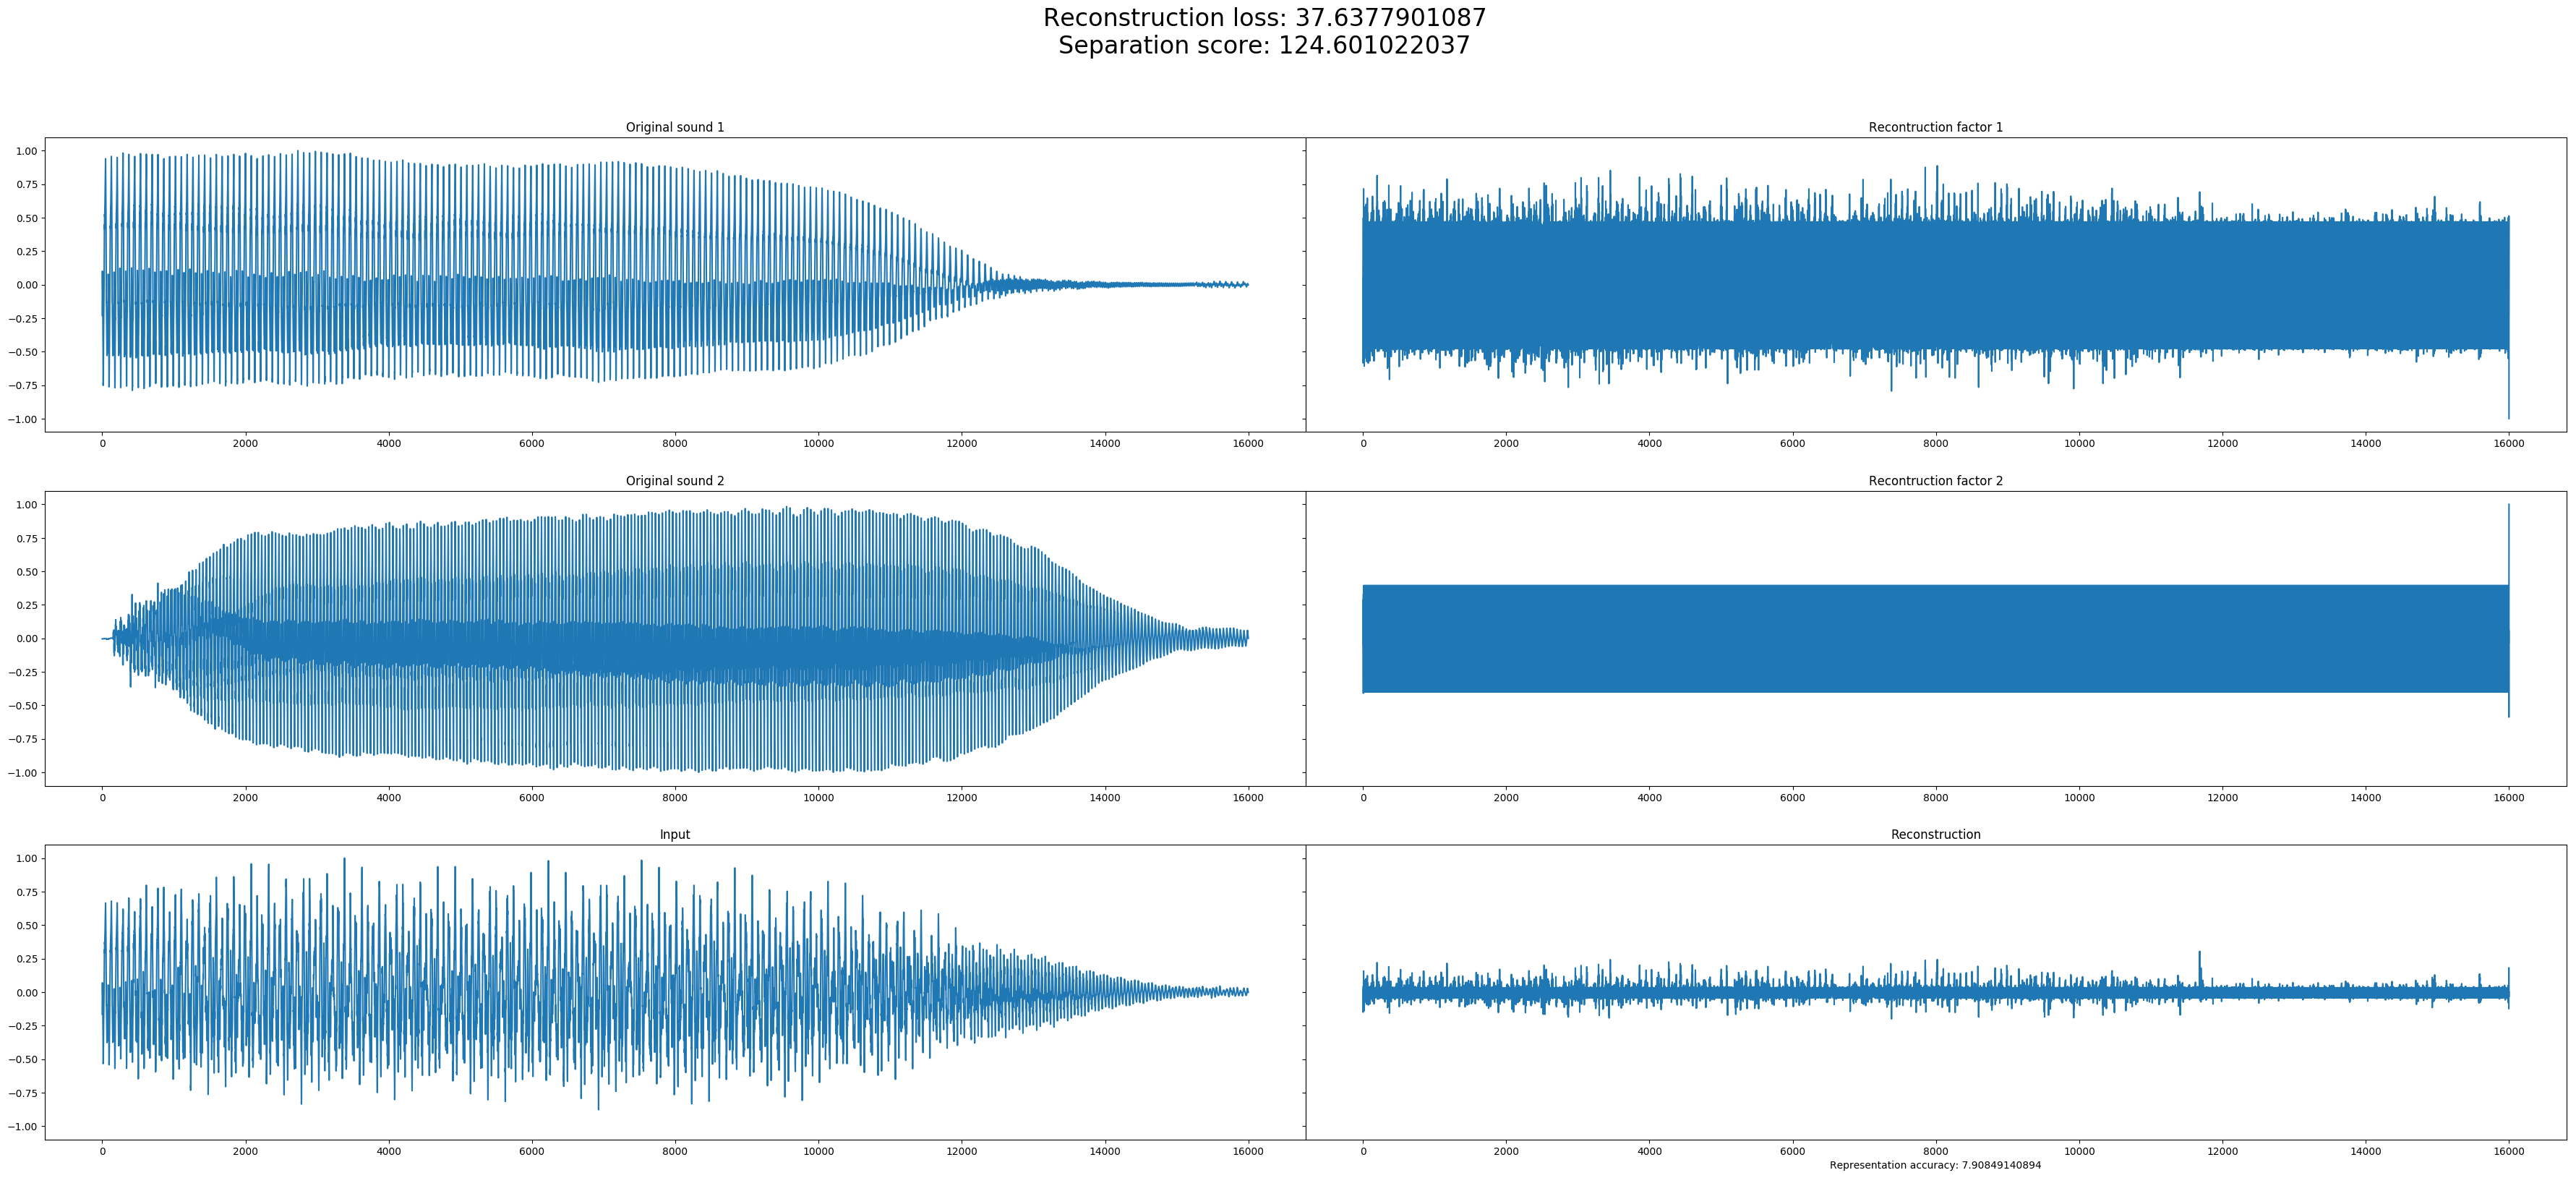 Reconstruction loss: 37.6377901087
Separation score: 124.601022037
Original sound 1
Recontruction factor 1
1.00
0.75
0.50
0.25
0.00
−0.25
−0.50
−0.75
−1.00
0 2000 4000 6000 8000 10000 12000 14000 16000
0 2000 4000 6000 8000 10000 12000 14000 16000
Original sound 2
Recontruction factor 2
1.00
0.75
0.50
0.25
0.00
−0.25
−0.50
−0.75
−1.00
0 2000 4000 6000 8000 10000 12000 14000 16000
0 2000 4000 6000 8000 10000 12000 14000 16000
Input
Reconstruction
1.00
0.75
0.50
0.25
0.00
−0.25
−0.50
−0.75
−1.00
0 2000 4000 6000 8000 10000 12000 14000 16000
0 2000 4000 6000 8000 10000 12000 14000 16000
Representation accuracy: 7.90849140894